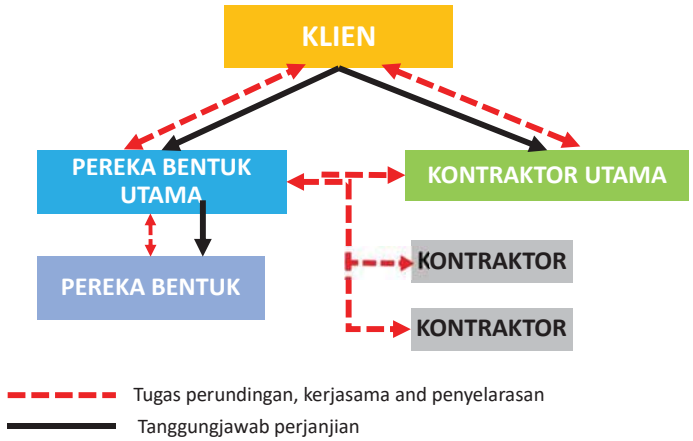 KLIEN
PEREKA BENTUK
UTAMA
KONTRAKTOR UTAMA
PEREKA BENTUK
KONTRAKTOR
KONTRAKTOR
Tugas perundingan, kerjasama and penyelarasan
Tanggungjawab perjanjian